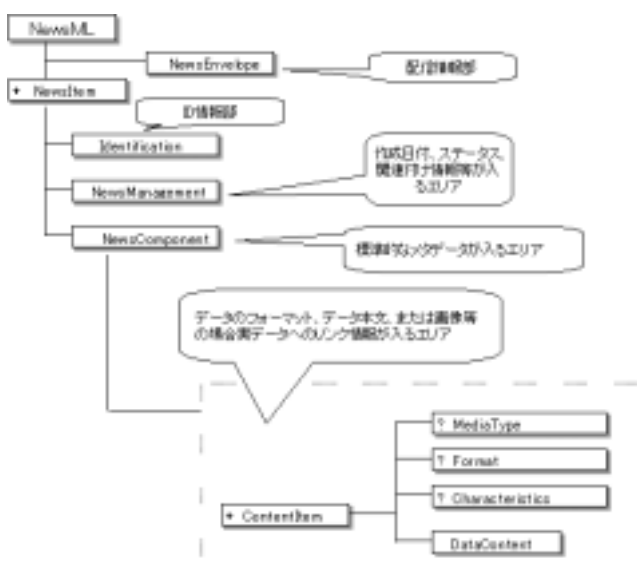 NewsML
NewsEnvelope
配信情報部
+ NewsItem
ID情報部
Identification
作成日付、ステータス、
関連付け情報等が入
るエリア
NewsManagement
NewsComponent
標準的なメタデータが入るエリア
データのフォーマット、データ本文、または画像等
の場合実データへのリンク情報が入るエリア
? MediaType
? Format
? Characteristics
+ ContentItem
DataContent